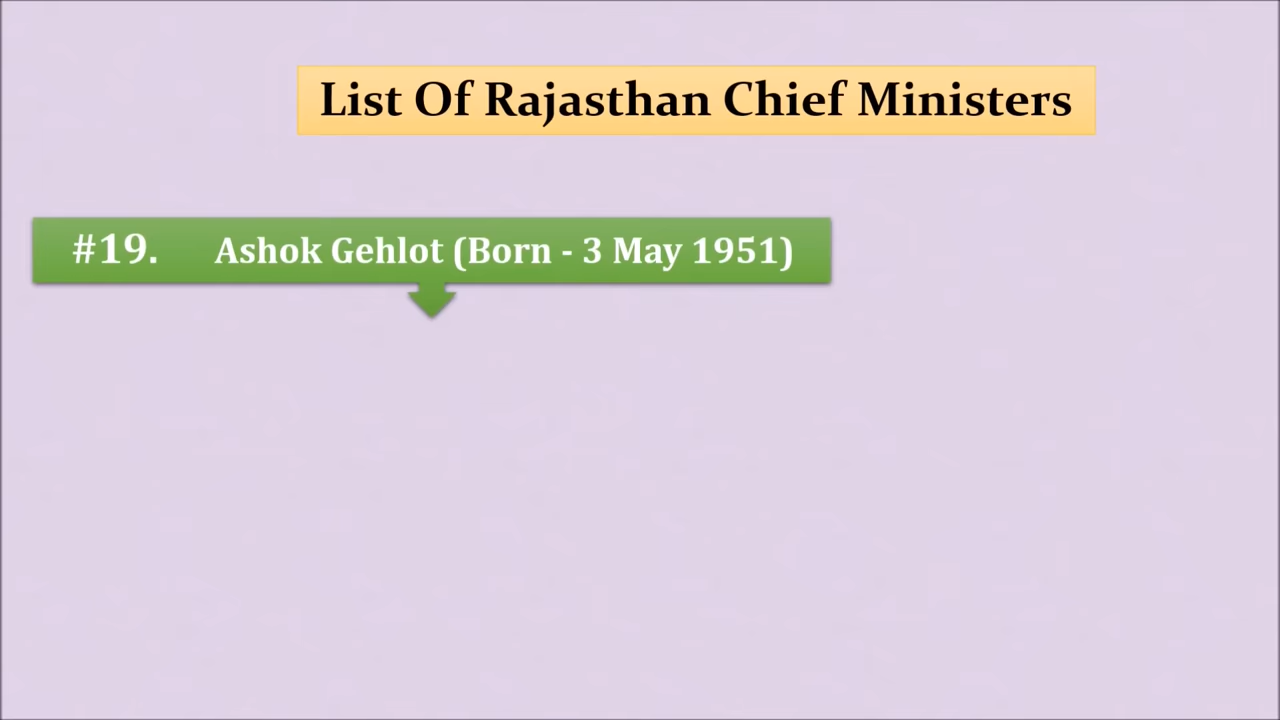 List Of Rajasthan Chief Ministers
#19. Ashok Gehlot (Born - 3 May 1951)